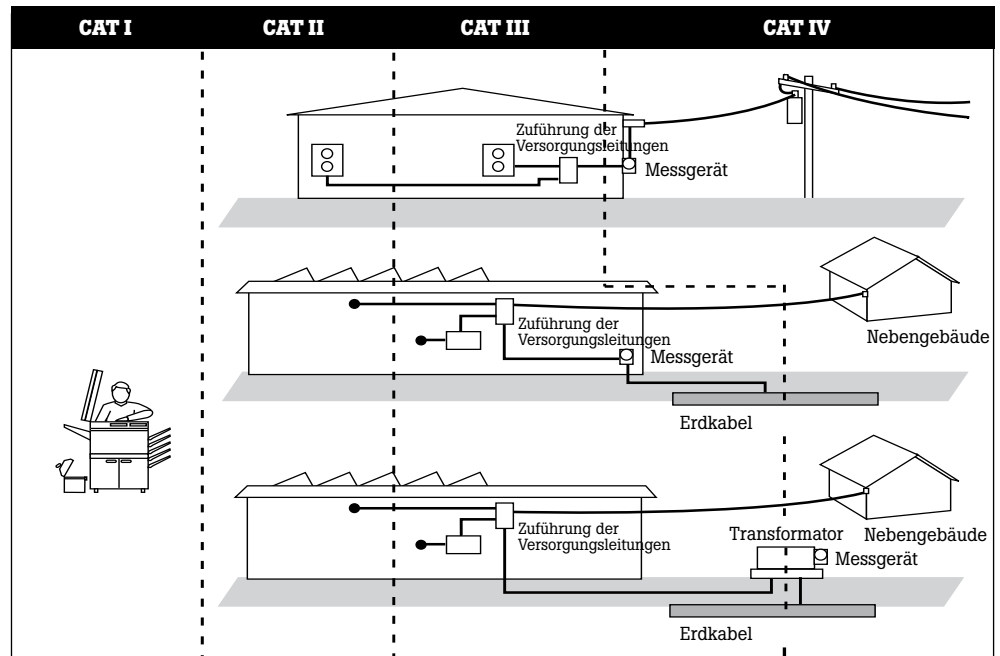 CAT I
CAT II
CAT III
CAT IV
Zuführung der
Versorgungsleitungen
Messgerät
Zuführung der
Versorgungsleitungen
Messgerät
Nebengebäude
Erdkabel
Zuführung der
Versorgungsleitungen
Transformator
Nebengebäude
Messgerät
Erdkabel